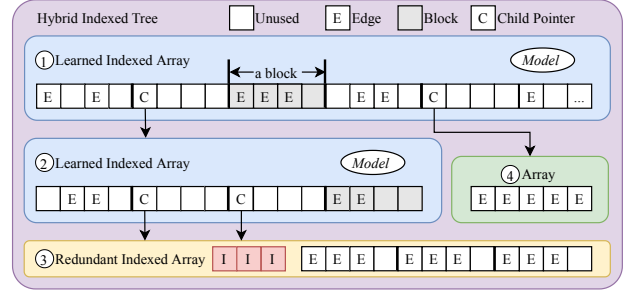 Hybrid Indexed Tree Unused E Edge Block C Child Pointer
1 Learned Indexed Array a block Model
E E C E E E E E C E ...
2 Learned Indexed Array Model
4 Array
E E C C E E
E E E E E
3 Redundant Indexed Array I I I E E E E E E E E E